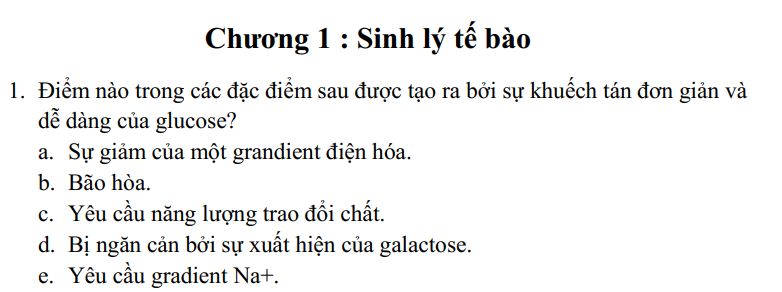 Chương 1 : Sinh lý tế bào
1. Điểm nào trong các đặc điểm sau được tạo ra bởi sự khuếch tán đơn giản và
dễ dàng của glucose?
a. Sự giảm của một grandient điện hóa.
b. Bão hòa.
c. Yêu cầu năng lượng trao đổi chất.
d. Bị ngăn cản bởi sự xuất hiện của galactose.
e. Yêu cầu gradient Na+.